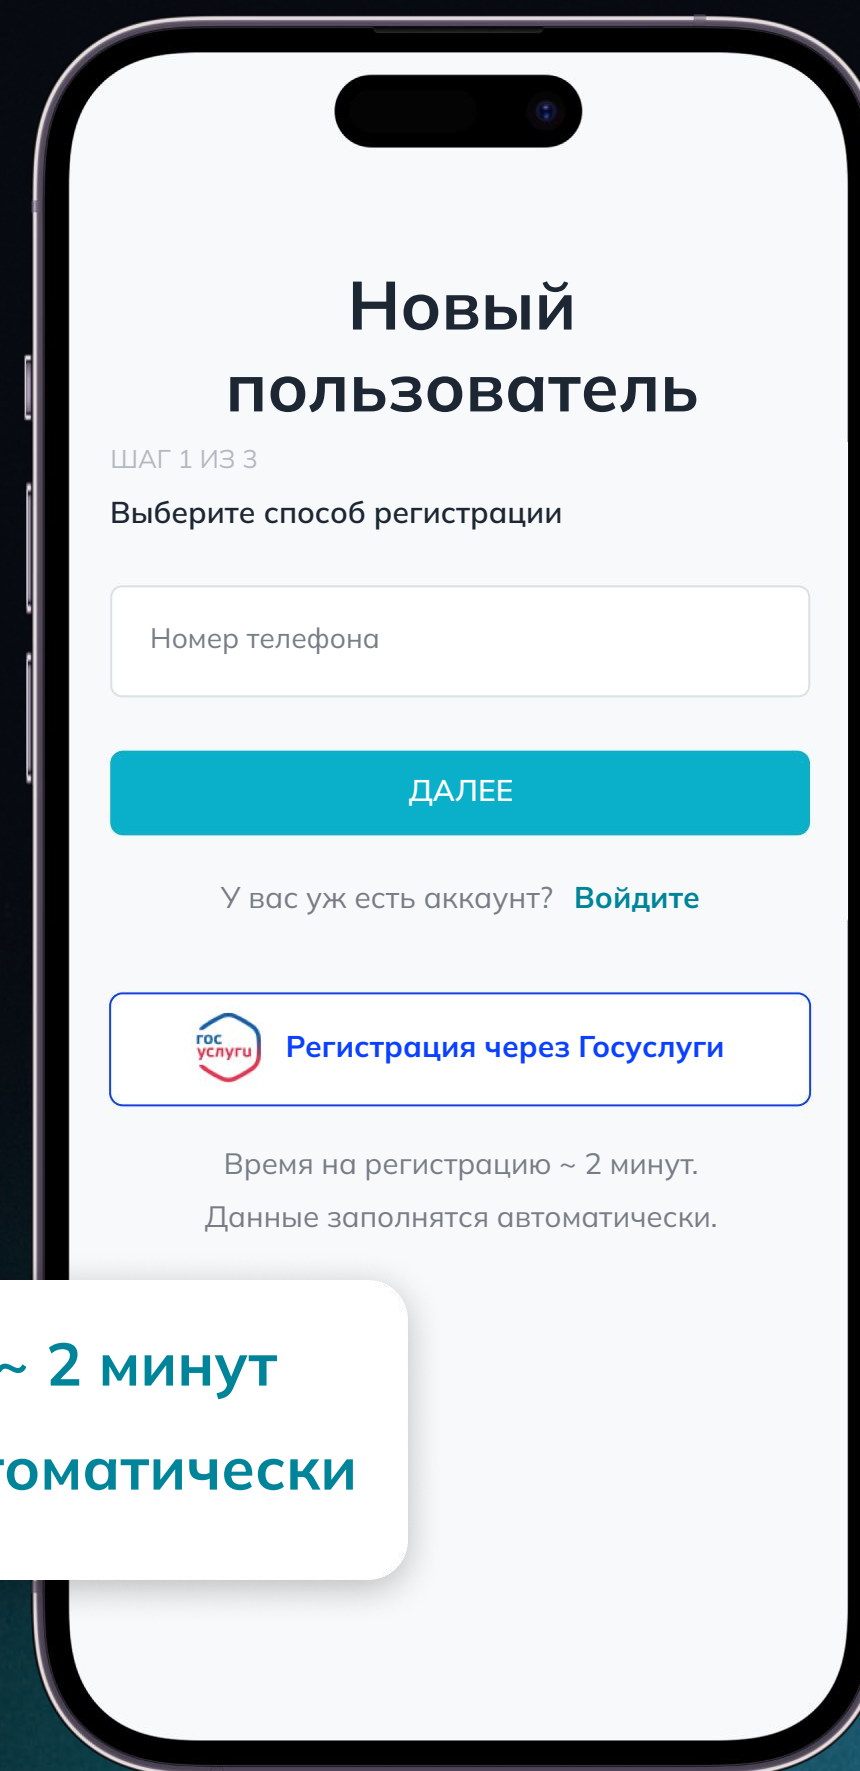 Новый
пользователь
ШАГ 1 ИЗ 3
Выберите способ регистрации
Номер телефона
ДАЛЕЕ
У вас уж есть аккаунт? Войдите
гос
услуги
Регистрация через Госуслуги
Время на регистрацию ~ 2 минут.
Данные заполнятся автоматически.
~ 2 минут
томатически